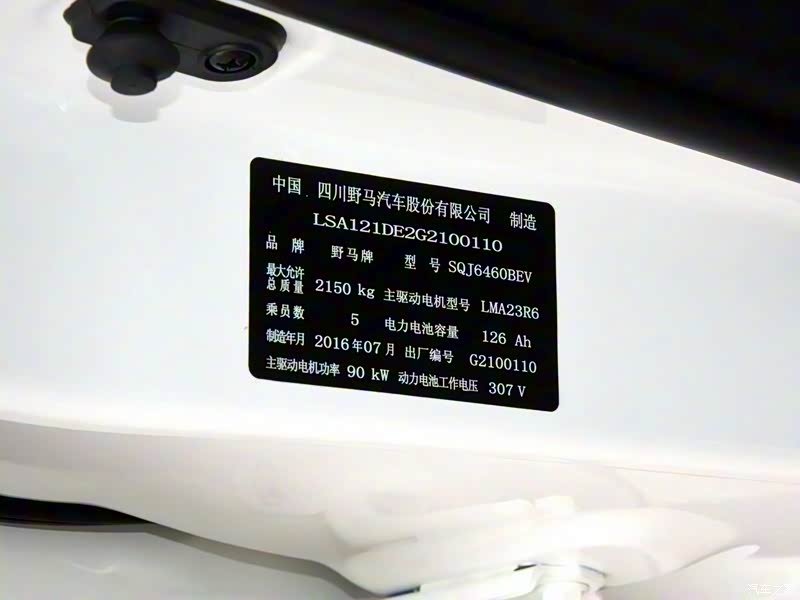 中国 四川野马汽车股份有限公司 制造
LSA121DE2G2100110
品牌 野马牌 型号 SQJ6460BEV
最大允许总质量 2150 kg 主驱动电机型号 LMA23R6
乘员数 5 电力电池容量 126 Ah
制造年月 2016年07月 出厂编号 G2100110
主驱动电机功率 90 kW 动力电池工作电压 307 V
汽车之家